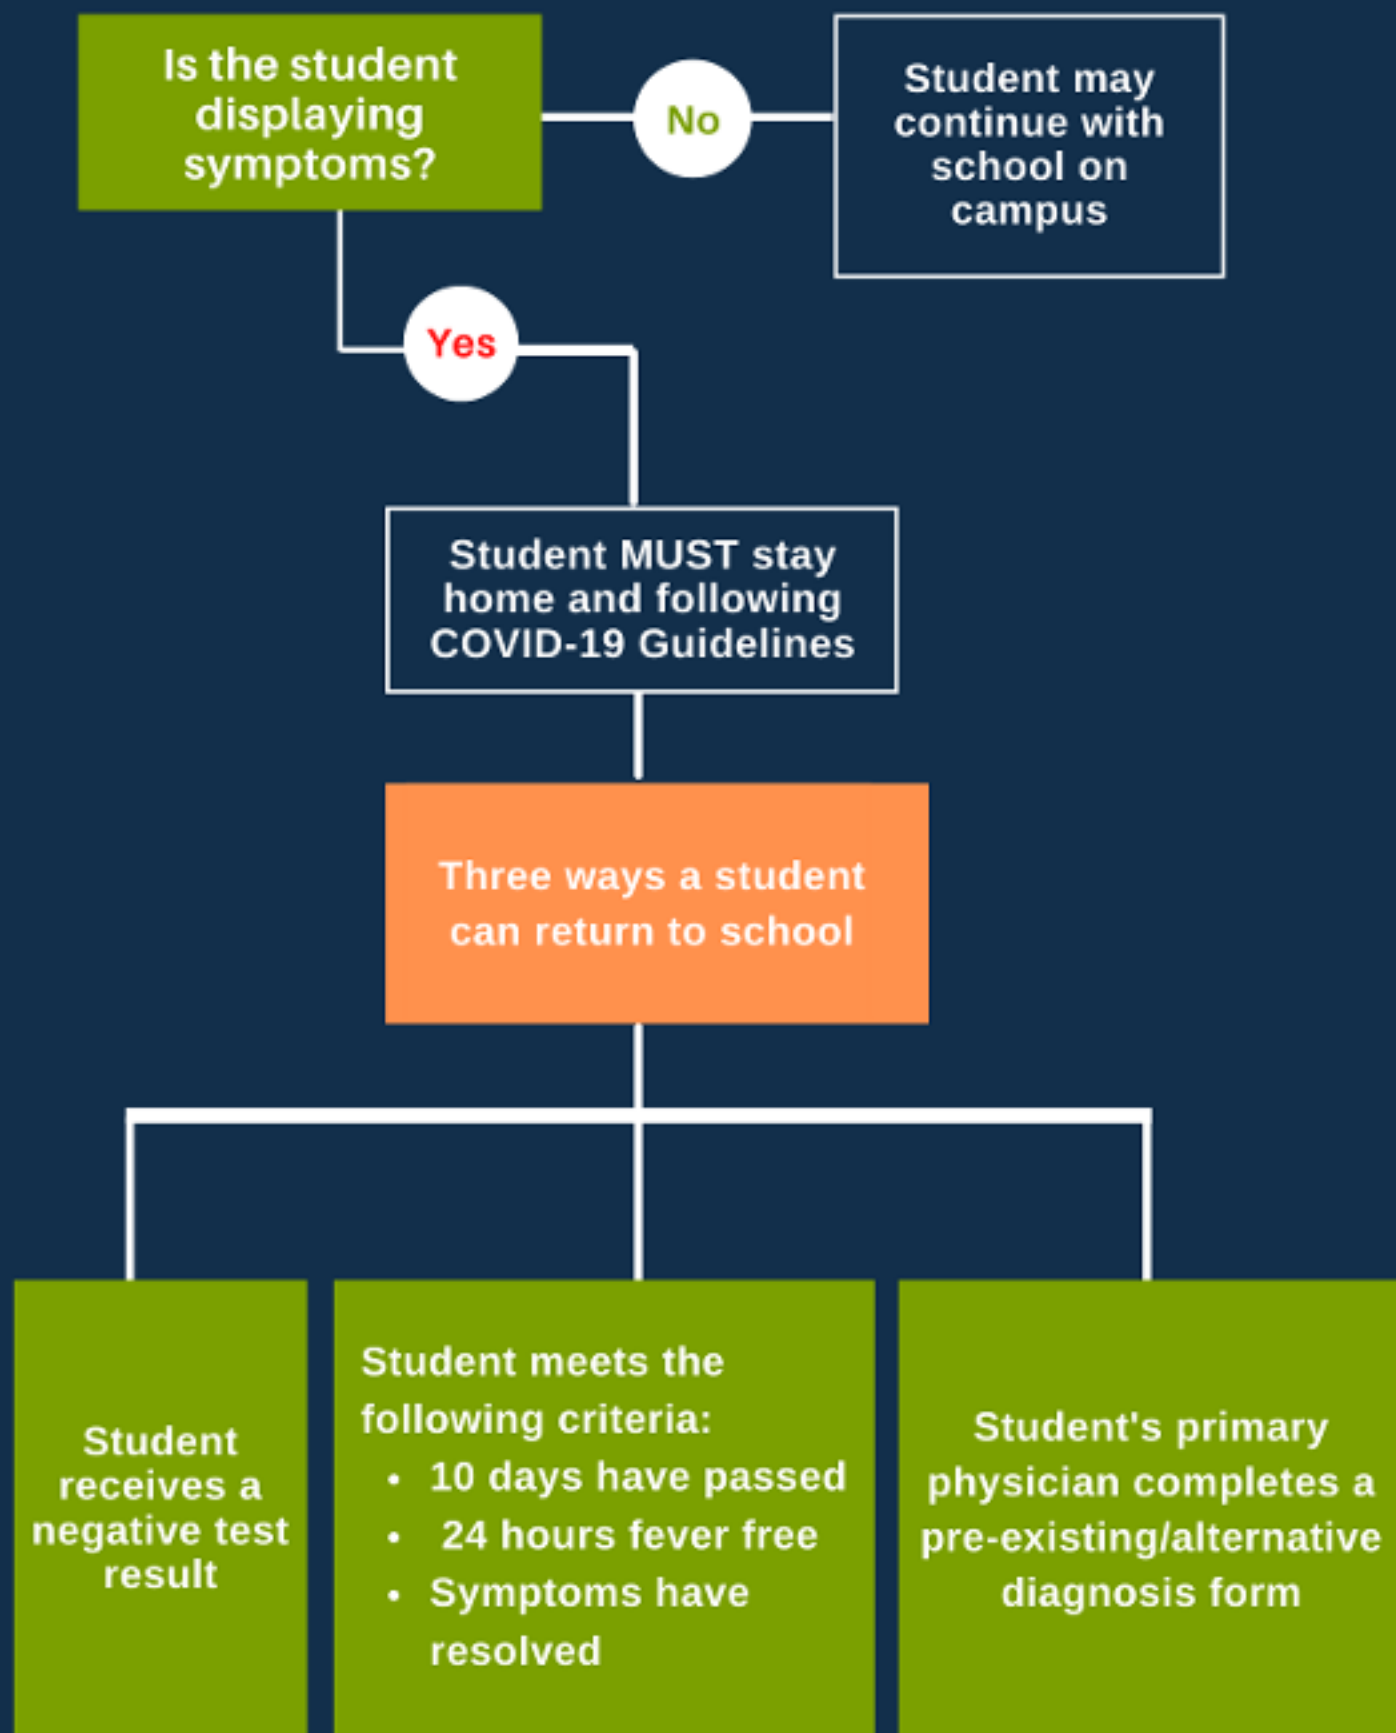 Is the student
displaying
symptoms?
No
Student may
continue with
school on
campus
Yes
Student MUST stay
home and following
COVID-19 Guidelines
Three ways a student
can return to school
Student
receives a
negative test
result
Student meets the
following criteria:
• 10 days have passed
• 24 hours fever free
• Symptoms have
resolved
Student's primary
physician completes a
pre-existing/alternative
diagnosis form